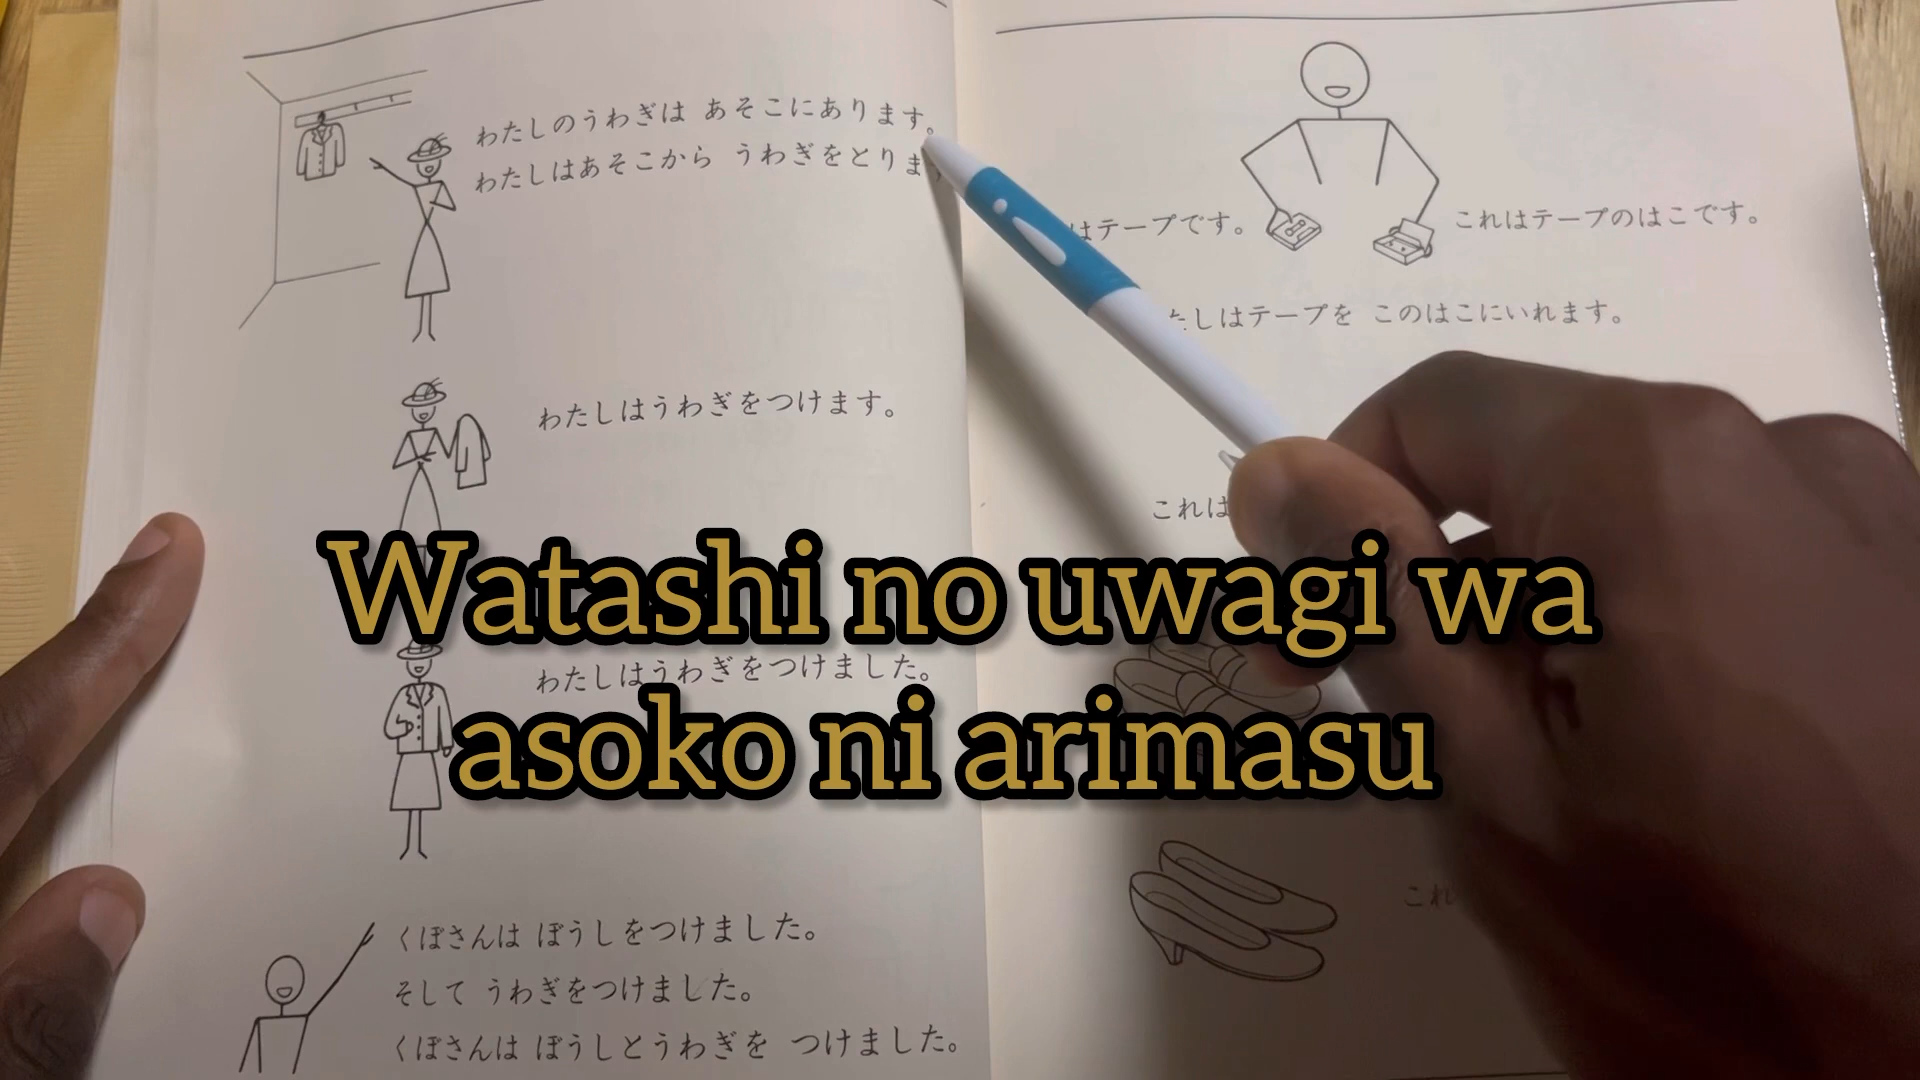 わたしのうわぎは あそこにあります。
わたしはあそこから うわぎをとりま
わたしはうわぎをつけます。
わたしはうわぎをつけました。
くぼさんは ぼうしをつけました。
そして うわぎをつけました。
くぼさんは ぼうしとうわぎを つけました。
はテープです。
これはテープのはこです。
たしはテープを このはこにいれます。
これは
これ
Watashi no uwagi wa
asoko ni arimasu